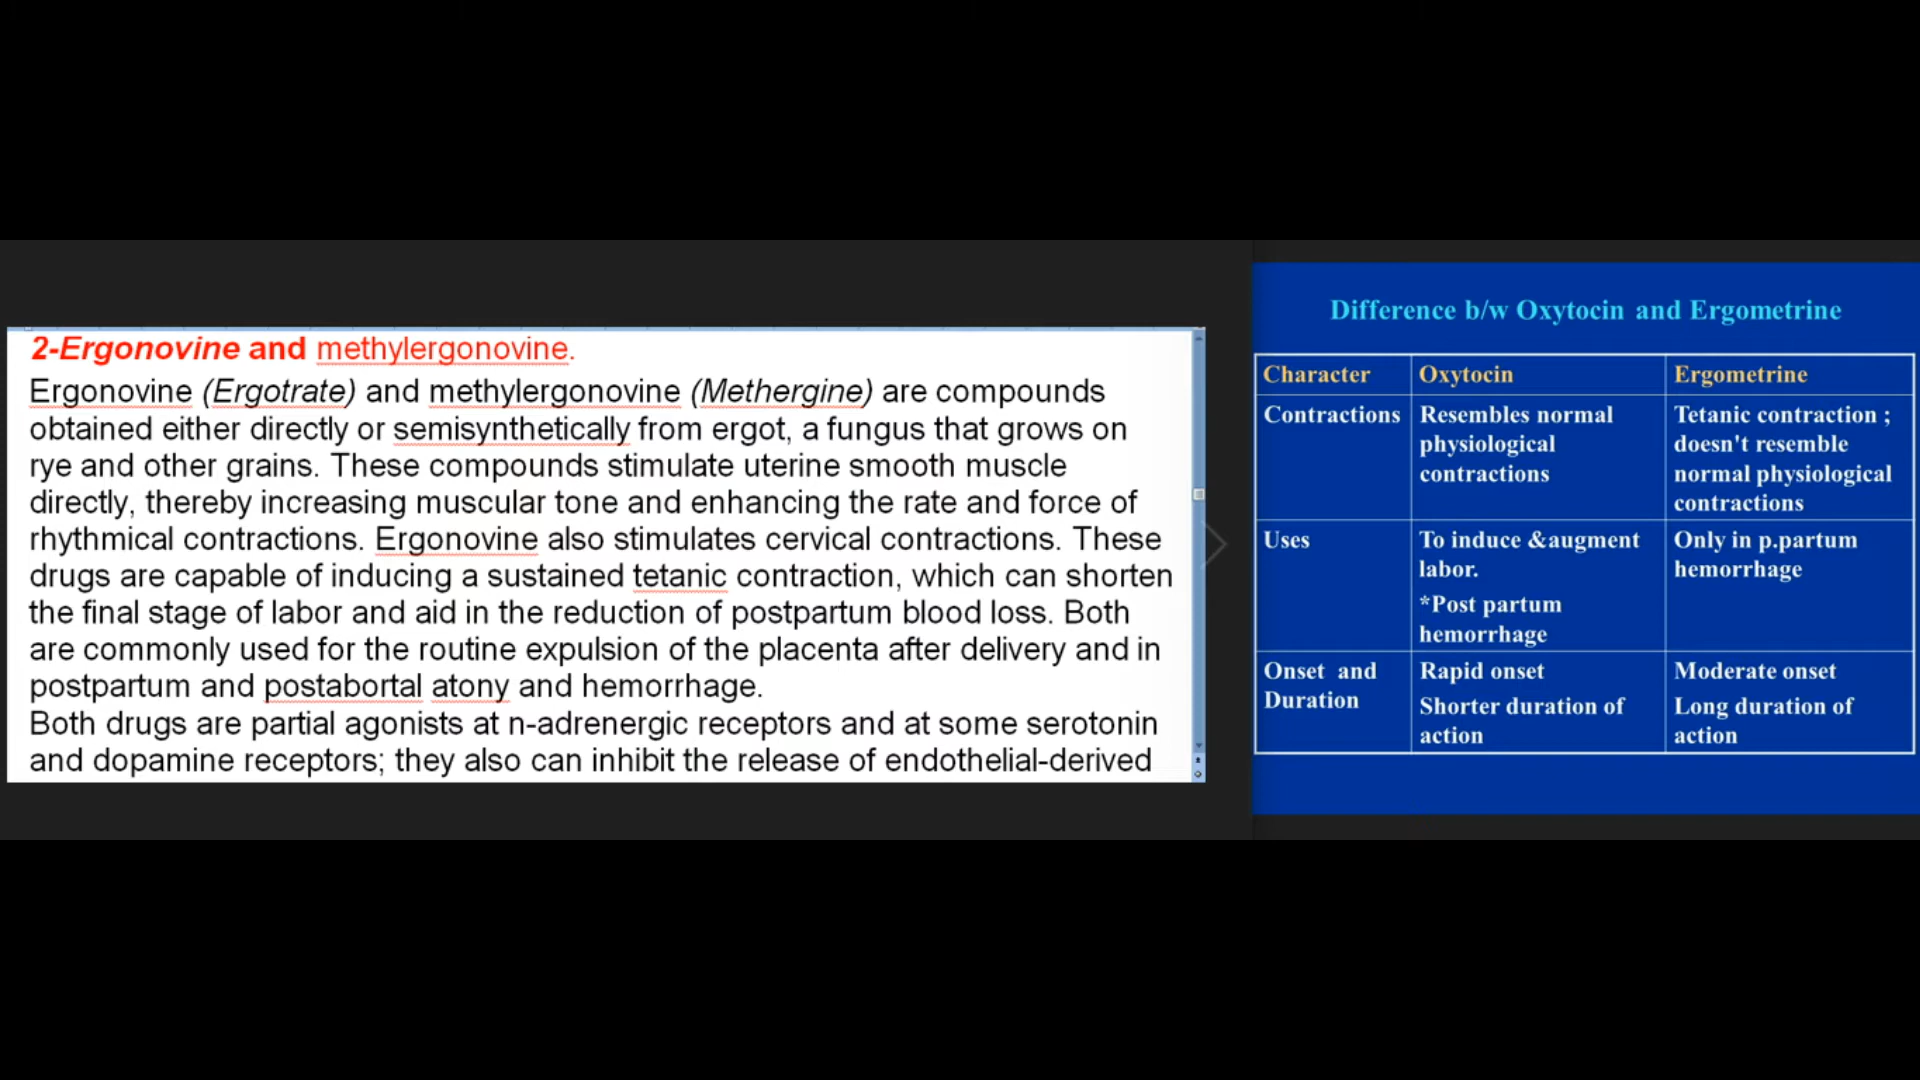 2-Ergonovine and methylergonovine.
Ergonovine (Ergotrate) and methylergonovine (Methergine) are compounds
obtained either directly or semisynthetically from ergot, a fungus that grows on
rye and other grains. These compounds stimulate uterine smooth muscle
directly, thereby increasing muscular tone and enhancing the rate and force of
rhythmical contractions. Ergonovine also stimulates cervical contractions. These
drugs are capable of inducing a sustained tetanic contraction, which can shorten
the final stage of labor and aid in the reduction of postpartum blood loss. Both
are commonly used for the routine expulsion of the placenta after delivery and in
postpartum and postabortal atony and hemorrhage.
Both drugs are partial agonists at n-adrenergic receptors and at some serotonin
and dopamine receptors; they also can inhibit the release of endothelial-derived
Difference b/w Oxytocin and Ergometrine
Character Oxytocin Ergometrine
Contractions
Resembles normal
physiological
contractions
Tetanic contraction ;
doesn't resemble
normal physiological
contractions
Uses
To induce &augment
labor.
*Post partum
hemorrhage
Only in p.partum
hemorrhage
Onset and
Duration
Rapid onset
Shorter duration of
action
Moderate onset
Long duration of
action